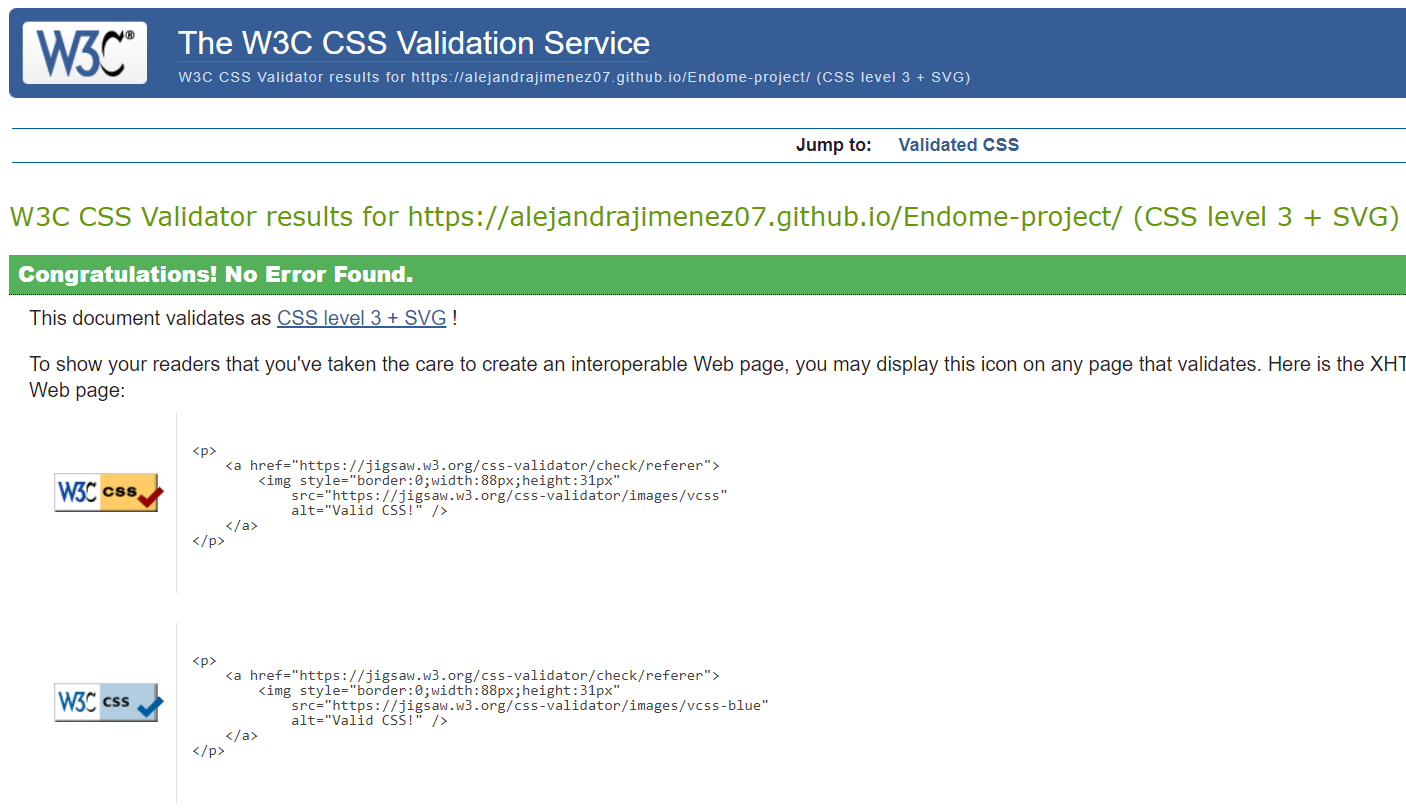 W3C®
The W3C CSS Validation Service
W3C CSS Validator results for https://alejandrajimenez07.github.io/Endome-project/ (CSS level 3 + SVG)
Jump to: Validated CSS
W3C CSS Validator results for https://alejandrajimenez07.github.io/Endome-project/ (CSS level 3 + SVG)
Congratulations! No Error Found.
This document validates as CSS level 3 + SVG !
To show your readers that you've taken the care to create an interoperable Web page, you may display this icon on any page that validates. Here is the XHT
Web page:
W3C css
<p>
    <a href="https://jigsaw.w3.org/css-validator/check/referer">
        <img style="border:0;width:88px;height:31px"
            src="https://jigsaw.w3.org/css-validator/images/vcss"
            alt="Valid CSS!" />
    </a>
</p>
W3C css
<p>
    <a href="https://jigsaw.w3.org/css-validator/check/referer">
        <img style="border:0;width:88px;height:31px"
            src="https://jigsaw.w3.org/css-validator/images/vcss-blue"
            alt="Valid CSS!" />
    </a>
</p>